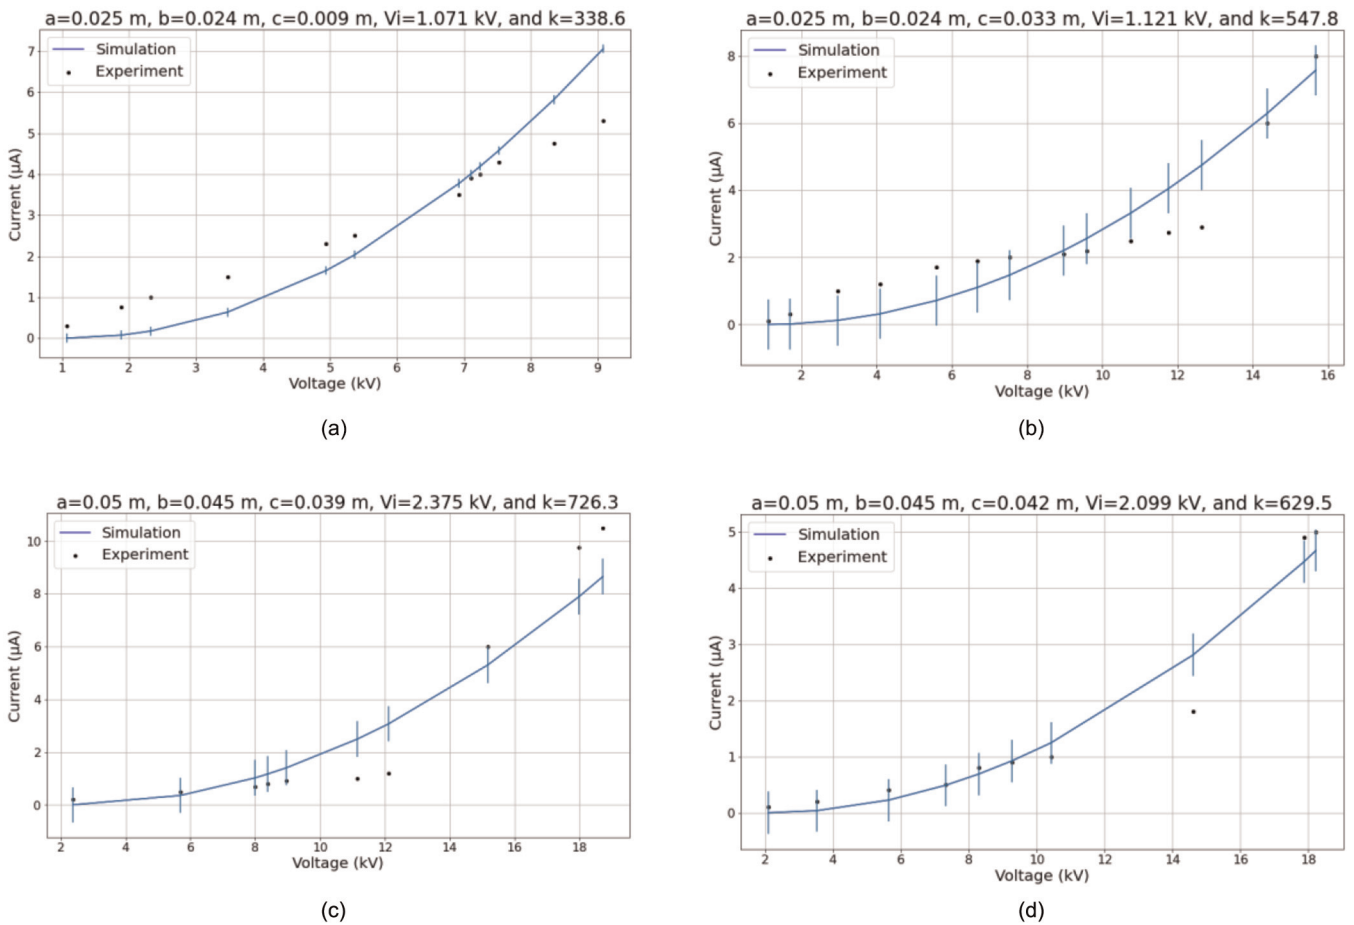 a=0.025 m, b=0.024 m, c=0.009 m, Vi=1.071 kV, and k=338.6
Simulation
Experiment
Current (μA)
7
6
5
4
3
2
1
0
1 2 3 4 5 6 7 8 9
Voltage (kV)
(a)
a=0.025 m, b=0.024 m, c=0.033 m, Vi=1.121 kV, and k=547.8
Simulation
Experiment
Current (μA)
8
6
4
2
0
2 4 6 8 10 12 14 16
Voltage (kV)
(b)
a=0.05 m, b=0.045 m, c=0.039 m, Vi=2.375 kV, and k=726.3
Simulation
Experiment
Current (μA)
10
8
6
4
2
0
2 4 6 8 10 12 14 16 18
Voltage (kV)
(c)
a=0.05 m, b=0.045 m, c=0.042 m, Vi=2.099 kV, and k=629.5
Simulation
Experiment
Current (μA)
5
4
3
2
1
0
2 4 6 8 10 12 14 16 18
Voltage (kV)
(d)